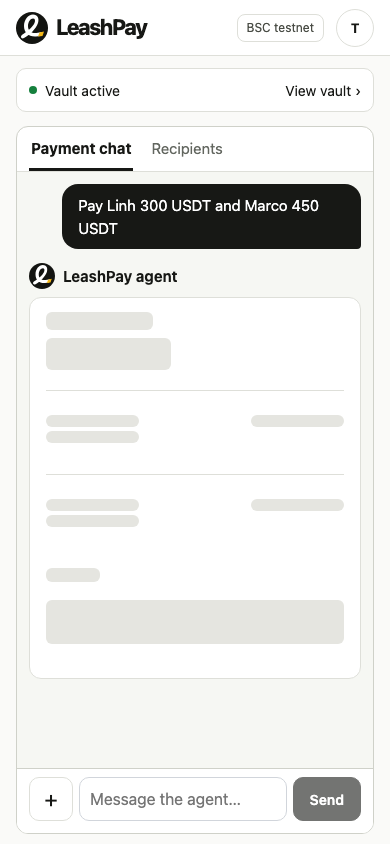 LeashPay
BSC testnet
T
Vault active
View vault ›
Payment chat
Recipients
Pay Linh 300 USDT and Marco 450
USDT
LeashPay agent
+
Message the agent...
Send